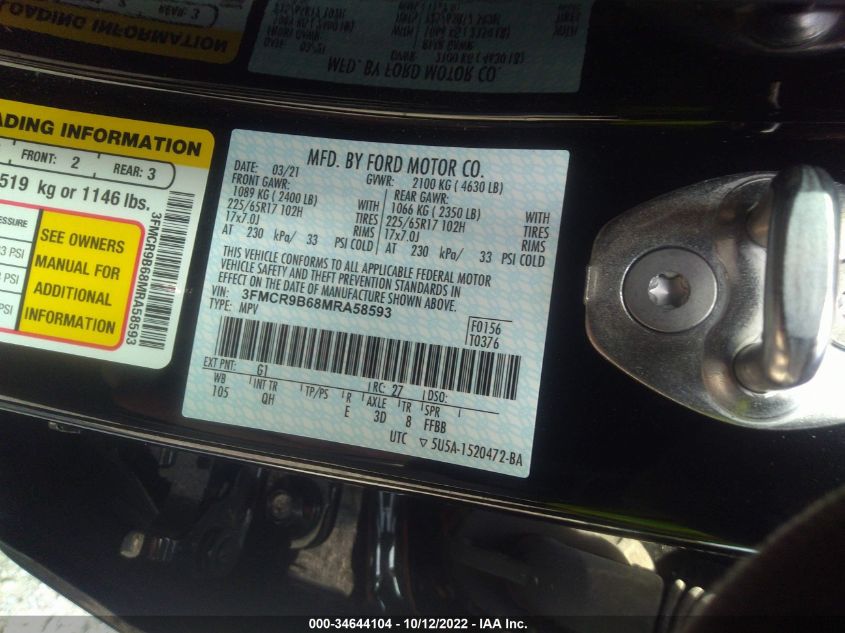 MFD. BY FORD MOTOR CO.
DATE: 03/21 GVWR: 2100 KG ( 4630 LB)
FRONT GAWR: REAR GAWR:
1089 KG ( 2400 LB) WITH 1066 KG ( 2350 LB) WITH
225/65R17 102H TIRES 225/65R17 102H TIRES
17x7.0J RIMS 17x7.0J RIMS
AT 230 kPa/ 33 PSI COLD AT 230 kPa/ 33 PSI COLD
THIS VEHICLE CONFORMS TO ALL APPLICABLE FEDERAL MOTOR
VEHICLE SAFETY AND THEFT PREVENTION STANDARDS IN
EFFECT ON THE DATE OF MANUFACTURE SHOWN ABOVE.
VIN: 3FMCR9B68MRA58593
TYPE: MPV
F0156
T0376
EXT PNT: G1 RC: 27 DSO:
WB INT TR TP/PS R AXLE TR SPR
105 QH E 3D 8 FFBB
UTC ▽ 5USA-1520472-BA
ADING INFORMATION
FRONT: 2 REAR: 3
519 kg or 1146 lbs.
SEE OWNERS
MANUAL FOR
ADDITIONAL
INFORMATION
PSI
PSI
PSI
3FMCR9B68MRA58593
MFD. BY FORD MOTOR CO.
LOADING INFORMATION
000-34644104 - 10/12/2022 - IAA Inc.